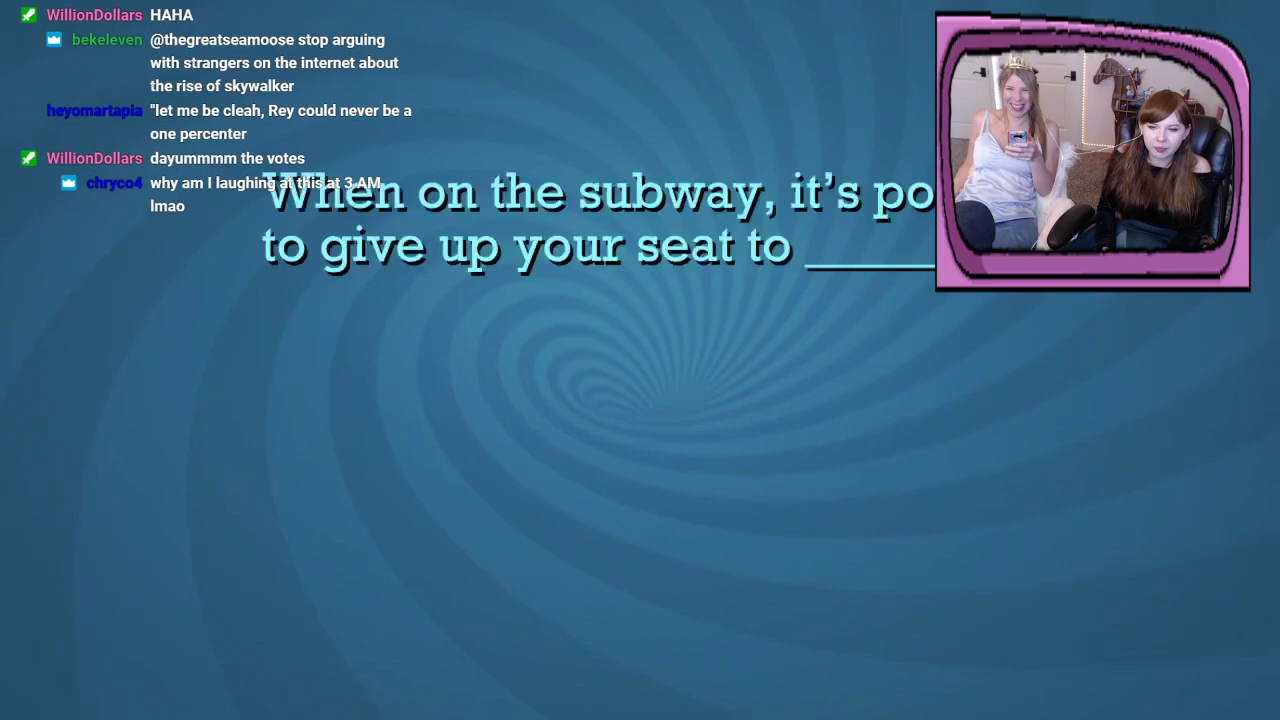 WillionDollars HAHA
bekeleven @thegreatseamoose stop arguing
with strangers on the internet about
the rise of skywalker
heyomartapia "let me be cleah, Rey could never be a
one percenter
WillionDollars dayummmm the votes
chryco4 why am I laughing at this at 3 AM
lmao
When on the subway, it's po
to give up your seat to ______